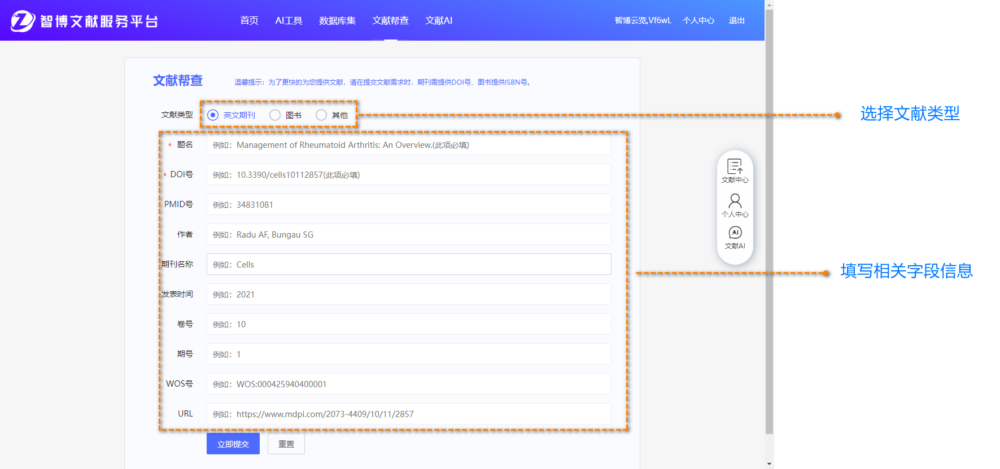 智博文献服务平台
首页 AI工具 数据库集 文献帮查 文献AI
智博云览,Vf6wL 个人中心 退出
文献帮查
温馨提示：为了更快的为您提供文献，请在提交文献需求时，期刊需提供DOI号、图书提供ISBN号。
文献类型 英文期刊 图书 其他
选择文献类型
* 题名 例如：Management of Rheumatoid Arthritis: An Overview.(此项必填)
* DOI号 例如：10.3390/cells10112857(此项必填)
PMID号 例如：34831081
作者 例如：Radu AF, Bungau SG
期刊名称 例如：Cells
发表时间 例如：2021
卷号 例如：10
期号 例如：1
WOS号 例如：WOS:000425940400001
URL 例如：https://www.mdpi.com/2073-4409/10/11/2857
立即提交 重置
文献中心
个人中心
AI
文献AI
填写相关字段信息